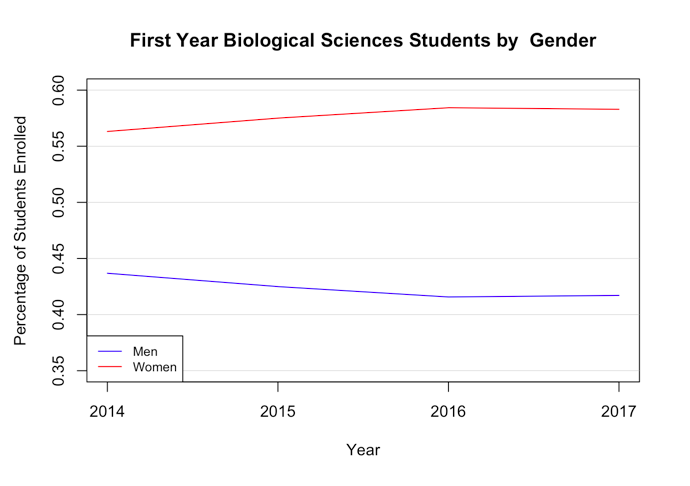 First Year Biological Sciences Students by  Gender
Percentage of Students Enrolled
0.60
0.55
0.50
0.45
0.40
0.35
Men
Women
2014 2015 2016 2017
Year